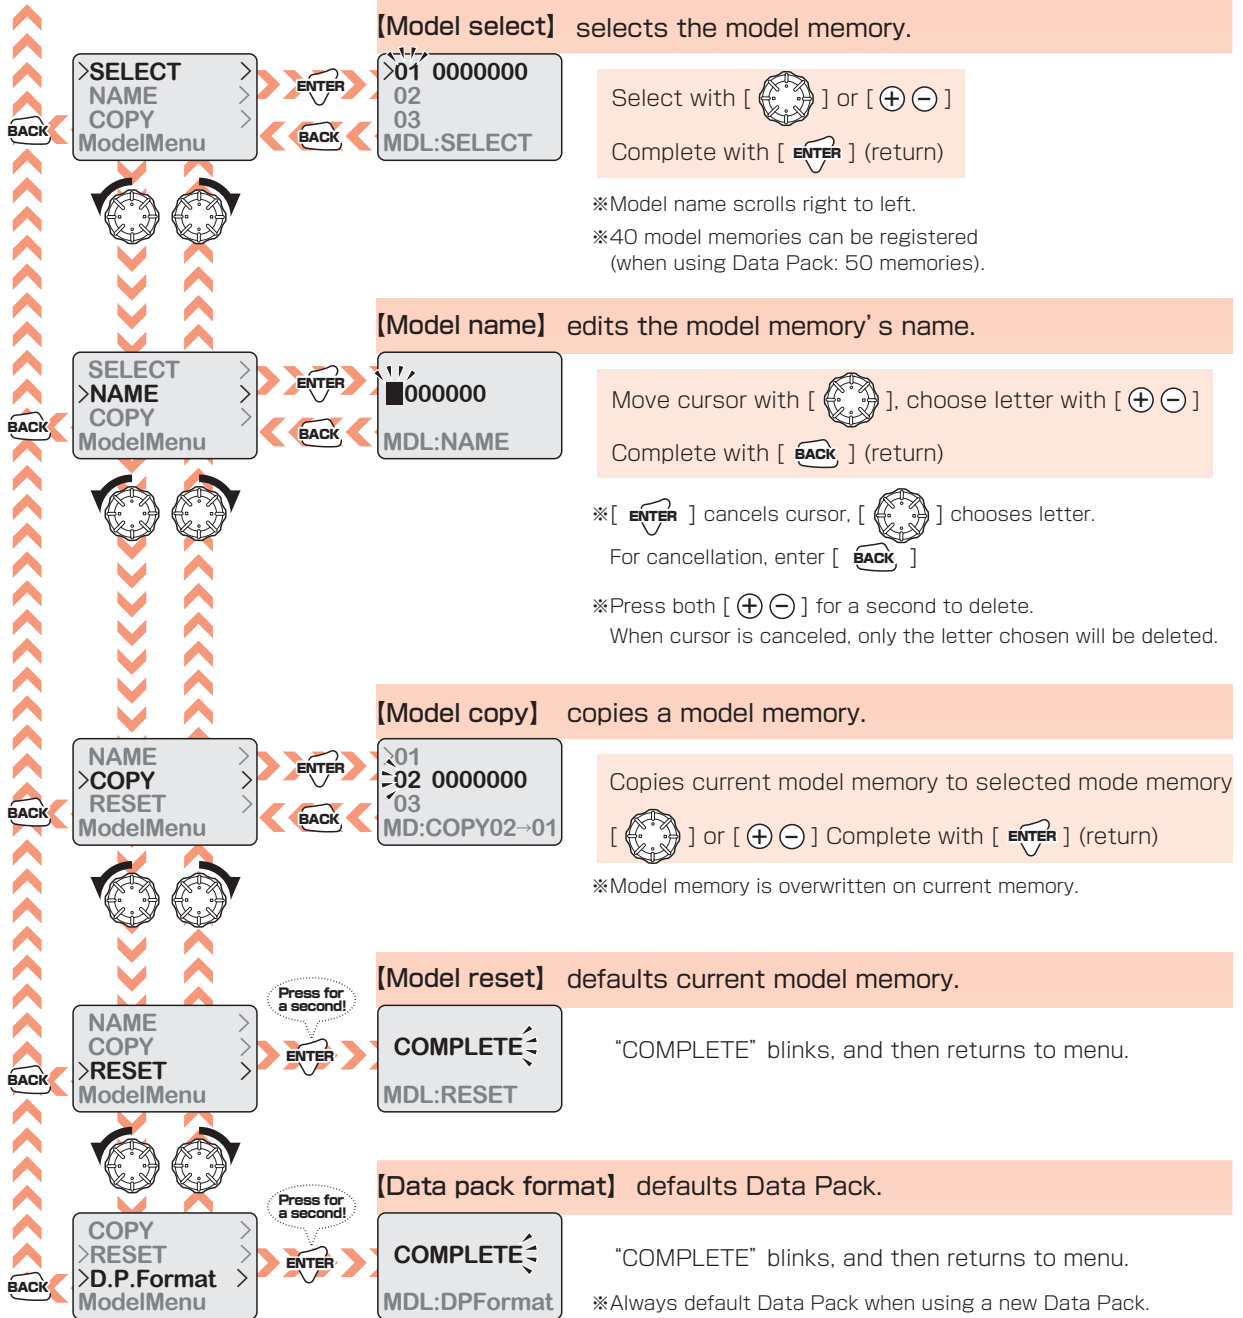 【Model select】 selects the model memory.
>SELECT >
NAME >
COPY >
ModelMenu
ENTER
BACK
BACK
>01 0000000
02
03
MDL:SELECT
Select with [ ] or [ ⊕ ⊖ ]
Complete with [ ENTER ] (return)
※Model name scrolls right to left.
※40 model memories can be registered
(when using Data Pack: 50 memories).
【Model name】 edits the model memory's name.
SELECT >
>NAME >
COPY >
ModelMenu
ENTER
BACK
BACK
000000
MDL:NAME
Move cursor with [ ], choose letter with [ ⊕ ⊖ ]
Complete with [ BACK ] (return)
※[ ENTER ] cancels cursor, [ ] chooses letter.
For cancellation, enter [ BACK ]
※Press both [ ⊕ ⊖ ] for a second to delete.
When cursor is canceled, only the letter chosen will be deleted.
【Model copy】 copies a model memory.
NAME >
>COPY >
RESET >
ModelMenu
ENTER
BACK
BACK
>01
02 0000000
03
MD:COPY02→01
Copies current model memory to selected mode memory
[ ] or [ ⊕ ⊖ ] Complete with [ ENTER ] (return)
※Model memory is overwritten on current memory.
【Model reset】 defaults current model memory.
NAME >
COPY >
>RESET >
ModelMenu
Press for
a second!
ENTER
BACK
COMPLETE
MDL:RESET
“COMPLETE” blinks, and then returns to menu.
【Data pack format】 defaults Data Pack.
COPY >
>RESET >
>D.P.Format >
ModelMenu
Press for
a second!
ENTER
BACK
COMPLETE
MDL:DPFormat
“COMPLETE” blinks, and then returns to menu.
※Always default Data Pack when using a new Data Pack.